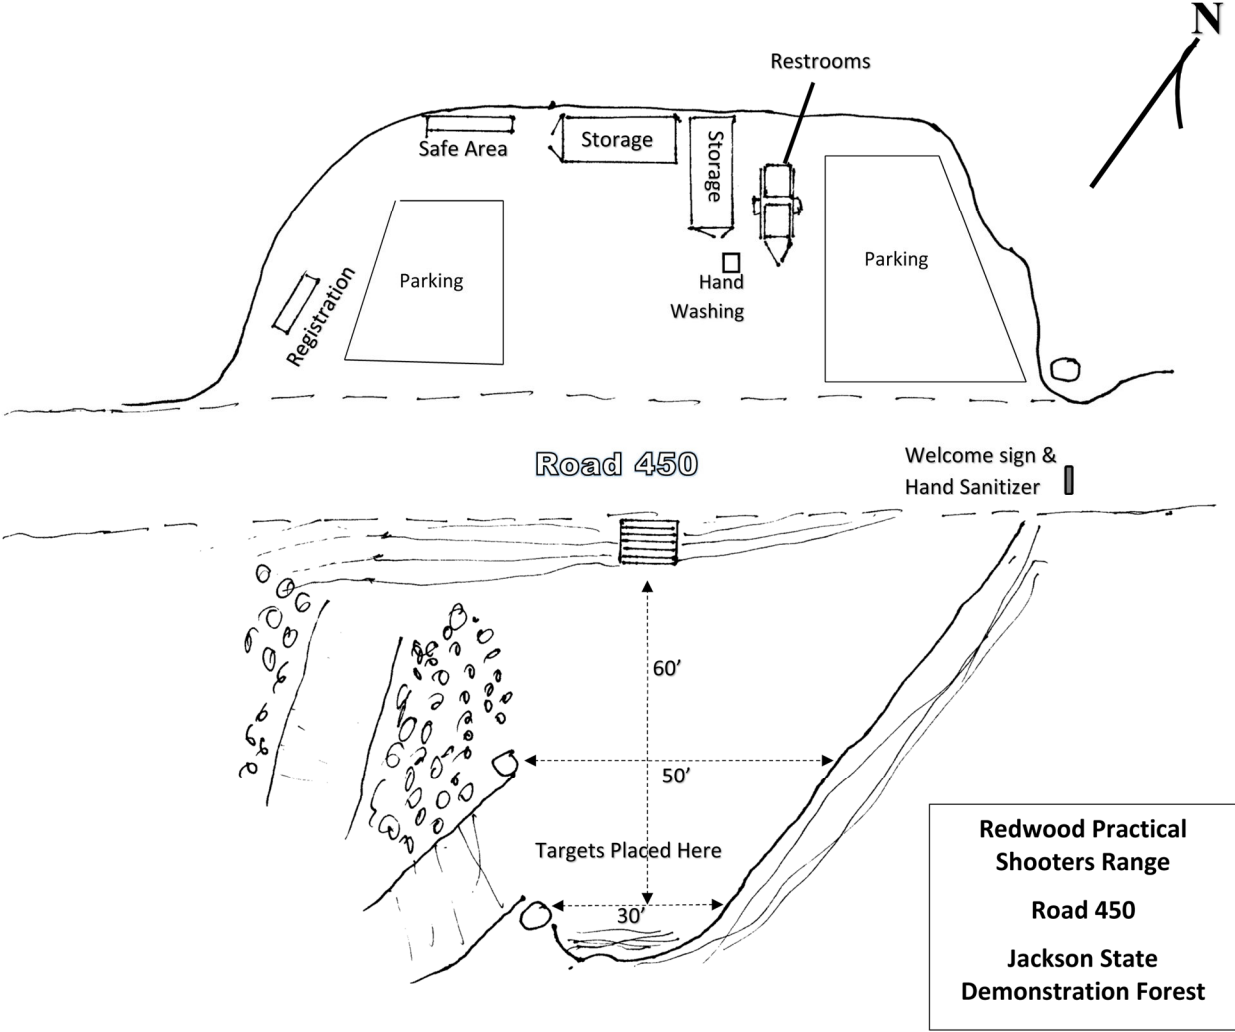 N
Restrooms
Safe Area
Storage
Storage
Parking
Parking
Registration
Hand
Washing
Road 450
Welcome sign &
Hand Sanitizer
60’
50’
Targets Placed Here
30’
Redwood Practical
Shooters Range
Road 450
Jackson State
Demonstration Forest